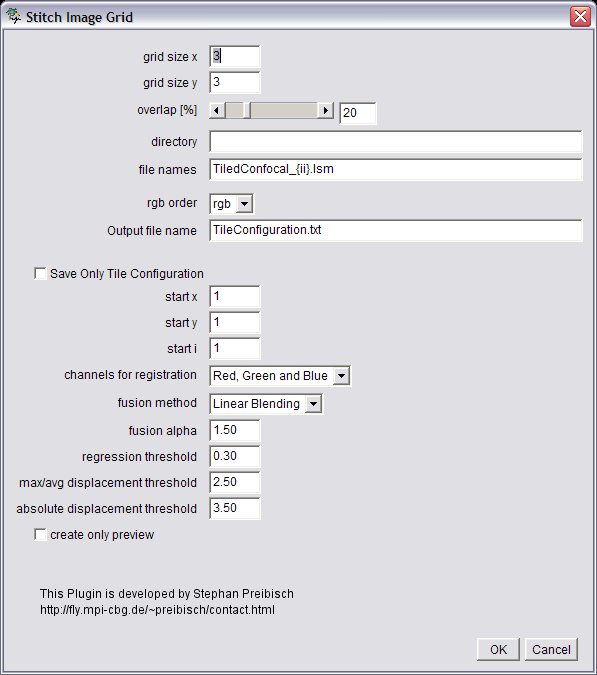 Stitch Image Grid
grid size x 3
grid size y 3
overlap [%] 20
directory
file names TiledConfocal_{ii}.lsm
rgb order rgb
Output file name TileConfiguration.txt
Save Only Tile Configuration
start x 1
start y 1
start i 1
channels for registration Red, Green and Blue
fusion method Linear Blending
fusion alpha 1.50
regression threshold 0.30
max/avg displacement threshold 2.50
absolute displacement threshold 3.50
create only preview
This Plugin is developed by Stephan Preibisch
http://fly.mpi-cbg.de/~preibisch/contact.html
OK Cancel